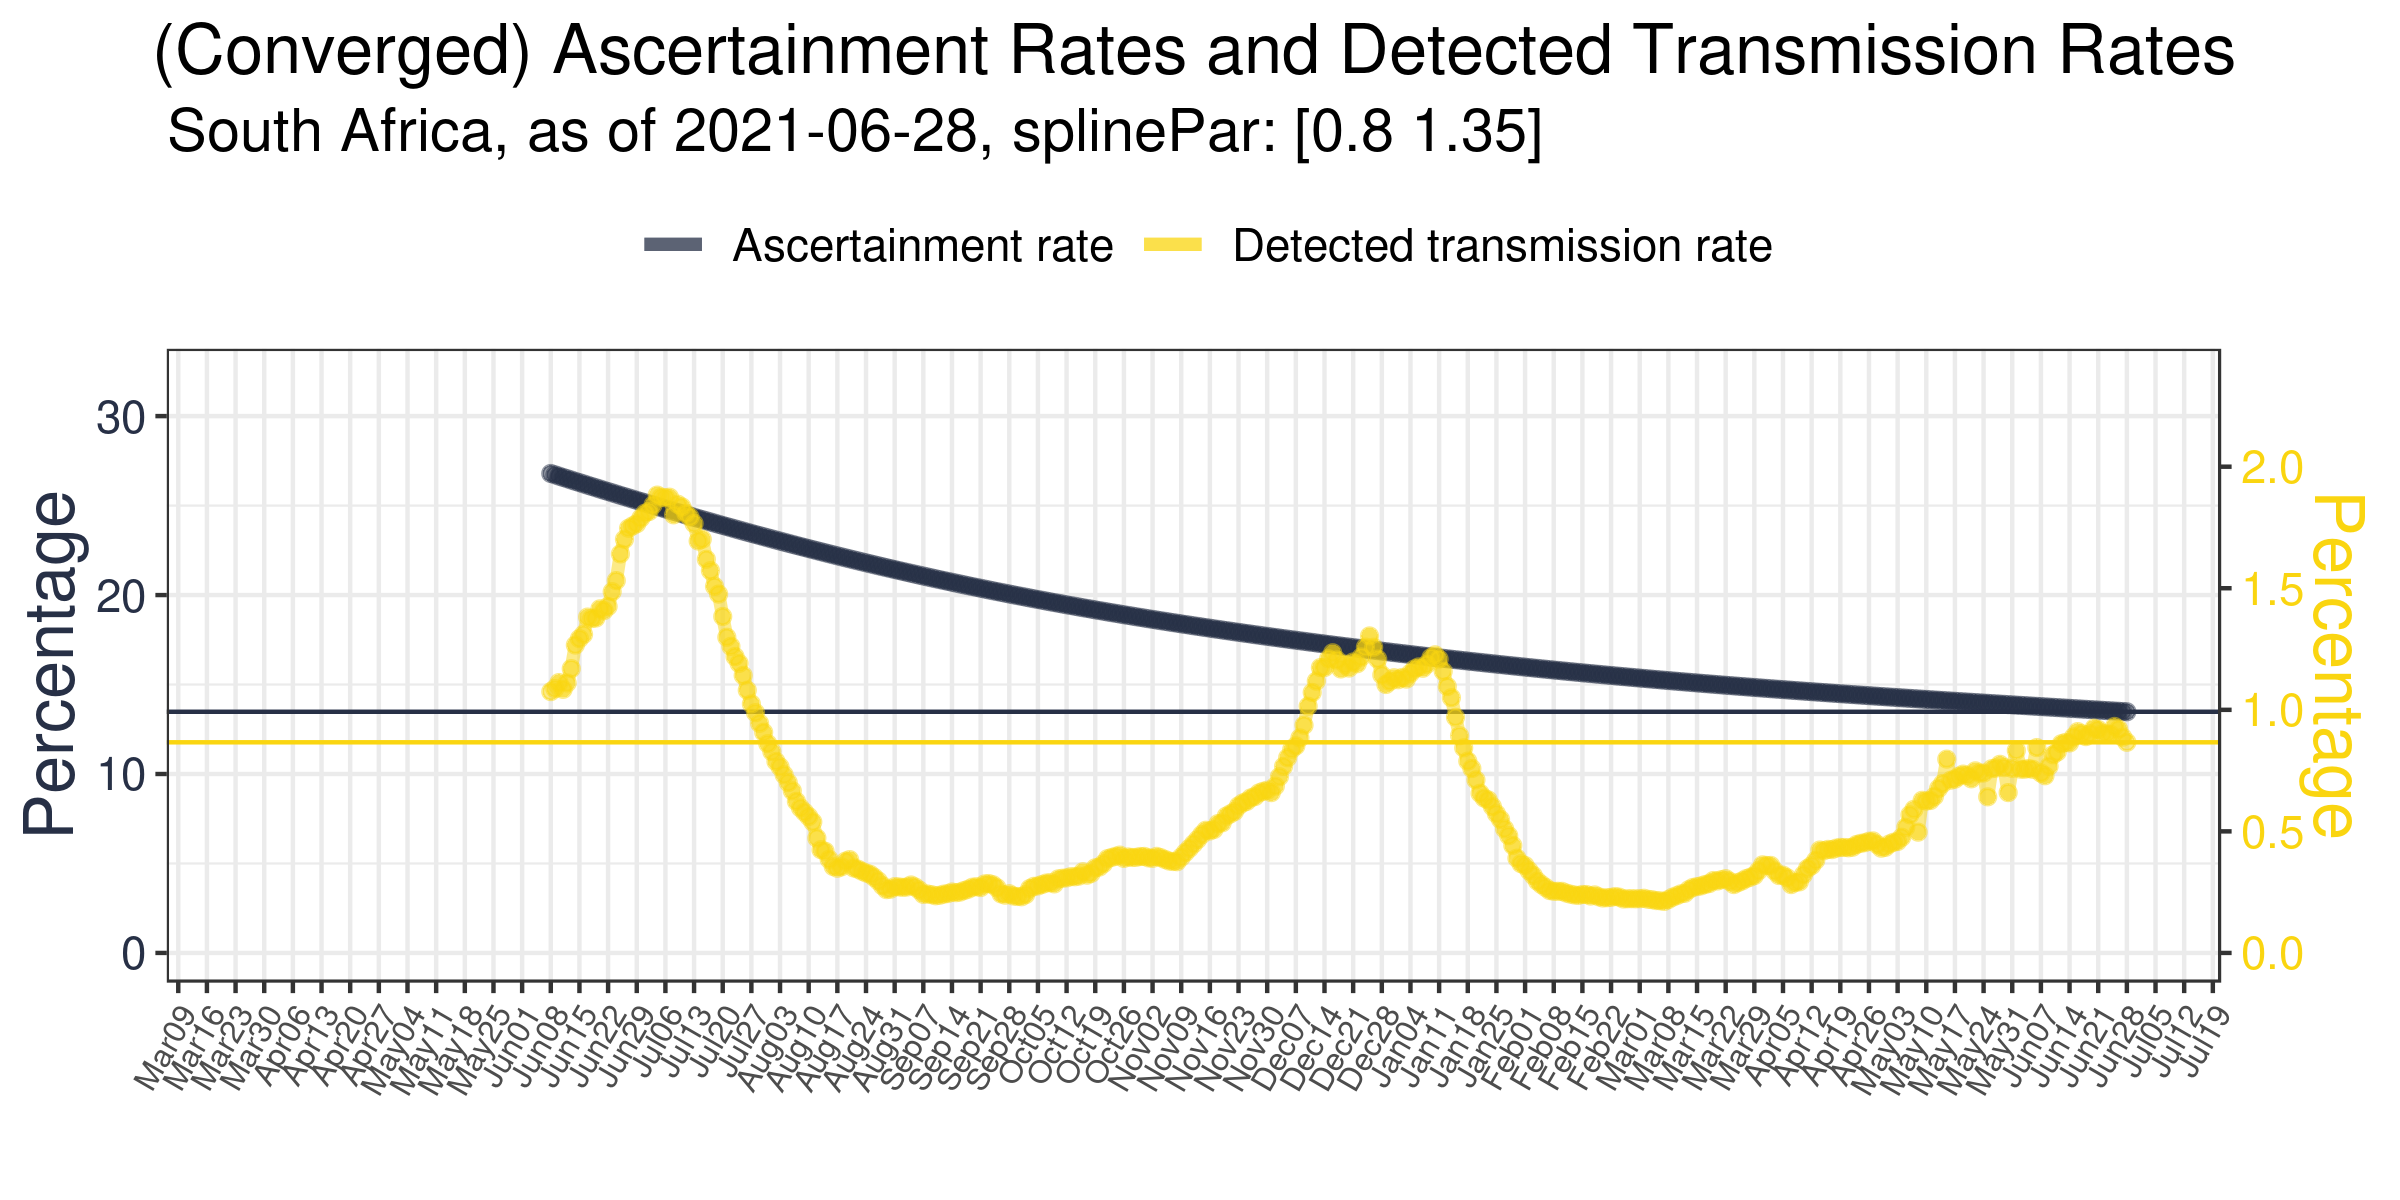 (Converged) Ascertainment Rates and Detected Transmission Rates
South Africa, as of 2021-06-28, splinePar: [0.8 1.35]
Ascertainment rate
Detected transmission rate
Percentage
30
20
10
0
2.0
1.5
1.0
0.5
0.0
Percentage
Mar09
Mar16
Mar23
Mar30
Apr06
Apr13
Apr20
Apr27
May04
May11
May18
May25
Jun01
Jun08
Jun15
Jun22
Jun29
Jul06
Jul13
Jul20
Jul27
Aug03
Aug10
Aug17
Aug24
Aug31
Sep07
Sep14
Sep21
Sep28
Oct05
Oct12
Oct19
Oct26
Nov02
Nov09
Nov16
Nov23
Nov30
Dec07
Dec14
Dec21
Dec28
Jan04
Jan11
Jan18
Jan25
Feb01
Feb08
Feb15
Feb22
Mar01
Mar08
Mar15
Mar22
Mar29
Apr05
Apr12
Apr19
Apr26
May03
May10
May17
May24
May31
Jun07
Jun14
Jun21
Jun28
Jul05
Jul12
Jul19